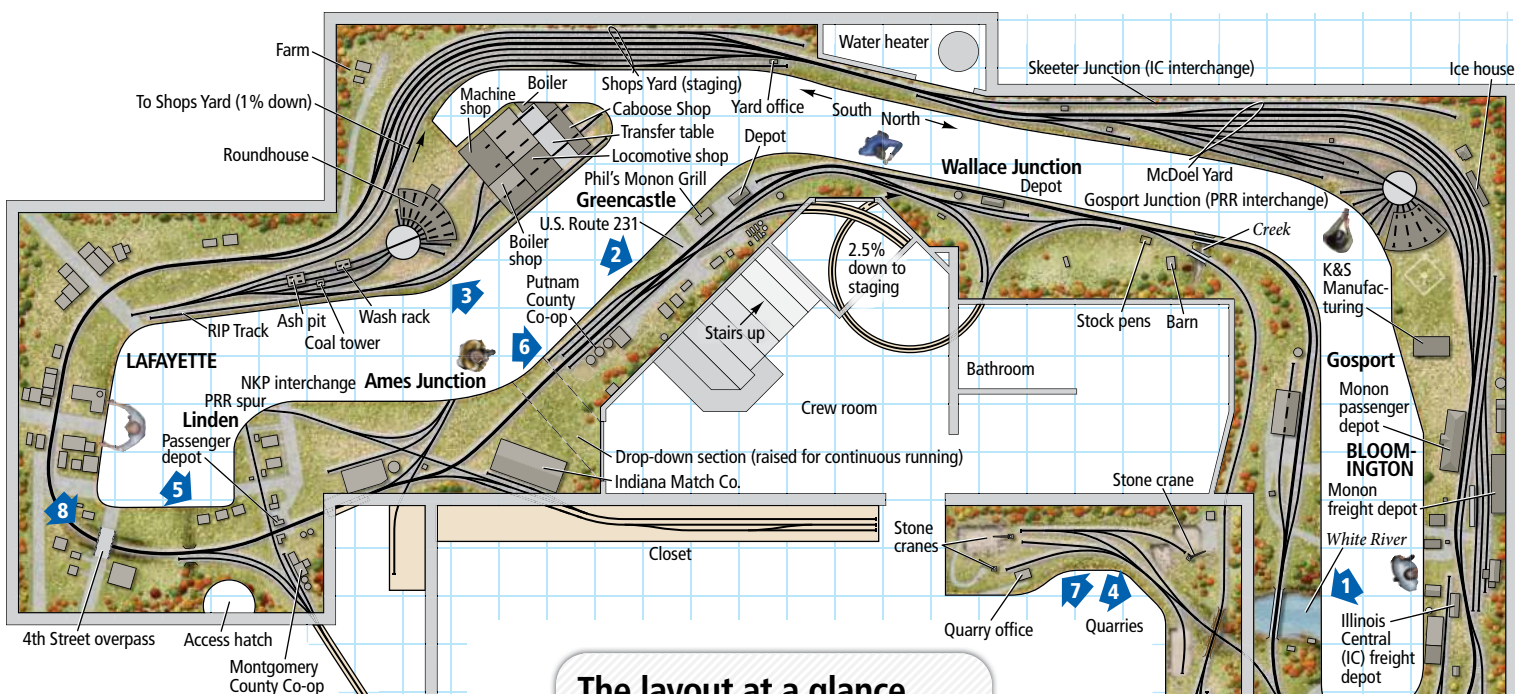 Farm
To Shops Yard (1% down)
Roundhouse
Machine
shop
Boiler
Shops Yard (staging)
Caboose Shop
Transfer table
Locomotive shop
Yard office
Water heater
South
North
Skeeter Junction (IC interchange)
Ice house
Depot
Phil's Monon Grill
Greencastle
U.S. Route 231
2
Boiler
shop
3
Putnam
County
Co-op
6
Wallace Junction
Depot
McDoel Yard
Gosport Junction (PRR interchange)
Creek
2.5%
down to
staging
Stairs up
Stock pens
Barn
K&S
Manufac-
turing
RIP Track
Ash pit
Coal tower
Wash rack
LAFAYETTE
NKP interchange
Ames Junction
PRR spur
Linden
Passenger
depot
5
8
Crew room
Bathroom
Gosport
Monon
passenger
depot
BLOOM-
INGTON
Monon
freight depot
Drop-down section (raised for continuous running)
Indiana Match Co.
Closet
Stone crane
Stone
cranes
White River
1
7
4
Quarry office
Quarries
Illinois
Central
(IC) freight
depot
4th Street overpass
Access hatch
Montgomery
County Co-op
The layout at a glance